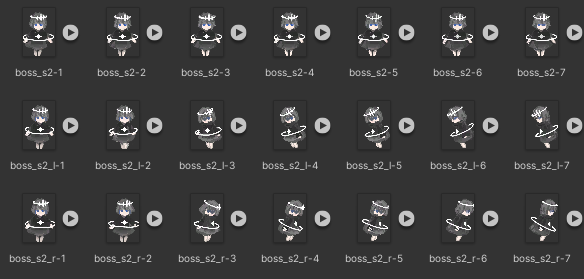 boss_s2-1 boss_s2-2 boss_s2-3 boss_s2-4 boss_s2-5 boss_s2-6 boss_s2-7
boss_s2_l-1 boss_s2_l-2 boss_s2_l-3 boss_s2_l-4 boss_s2_l-5 boss_s2_l-6 boss_s2_l-7
boss_s2_r-1 boss_s2_r-2 boss_s2_r-3 boss_s2_r-4 boss_s2_r-5 boss_s2_r-6 boss_s2_r-7